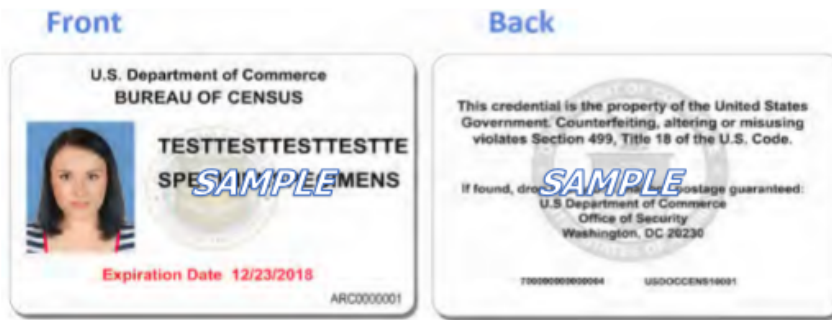 Front
U.S. Department of Commerce
BUREAU OF CENSUS
TESTTESTTESTTESTTE
SAMPLE
Expiration Date 12/23/2018
ARC0000001
Back
This credential is the property of the United States
Government. Counterfeiting, altering or misusing
violates Section 499, Title 18 of the U.S. Code.
SAMPLE
If found, postage guaranteed:
U.S Department of Commerce
Office of Security
Washington, DC 20230
USDOCCENS10001